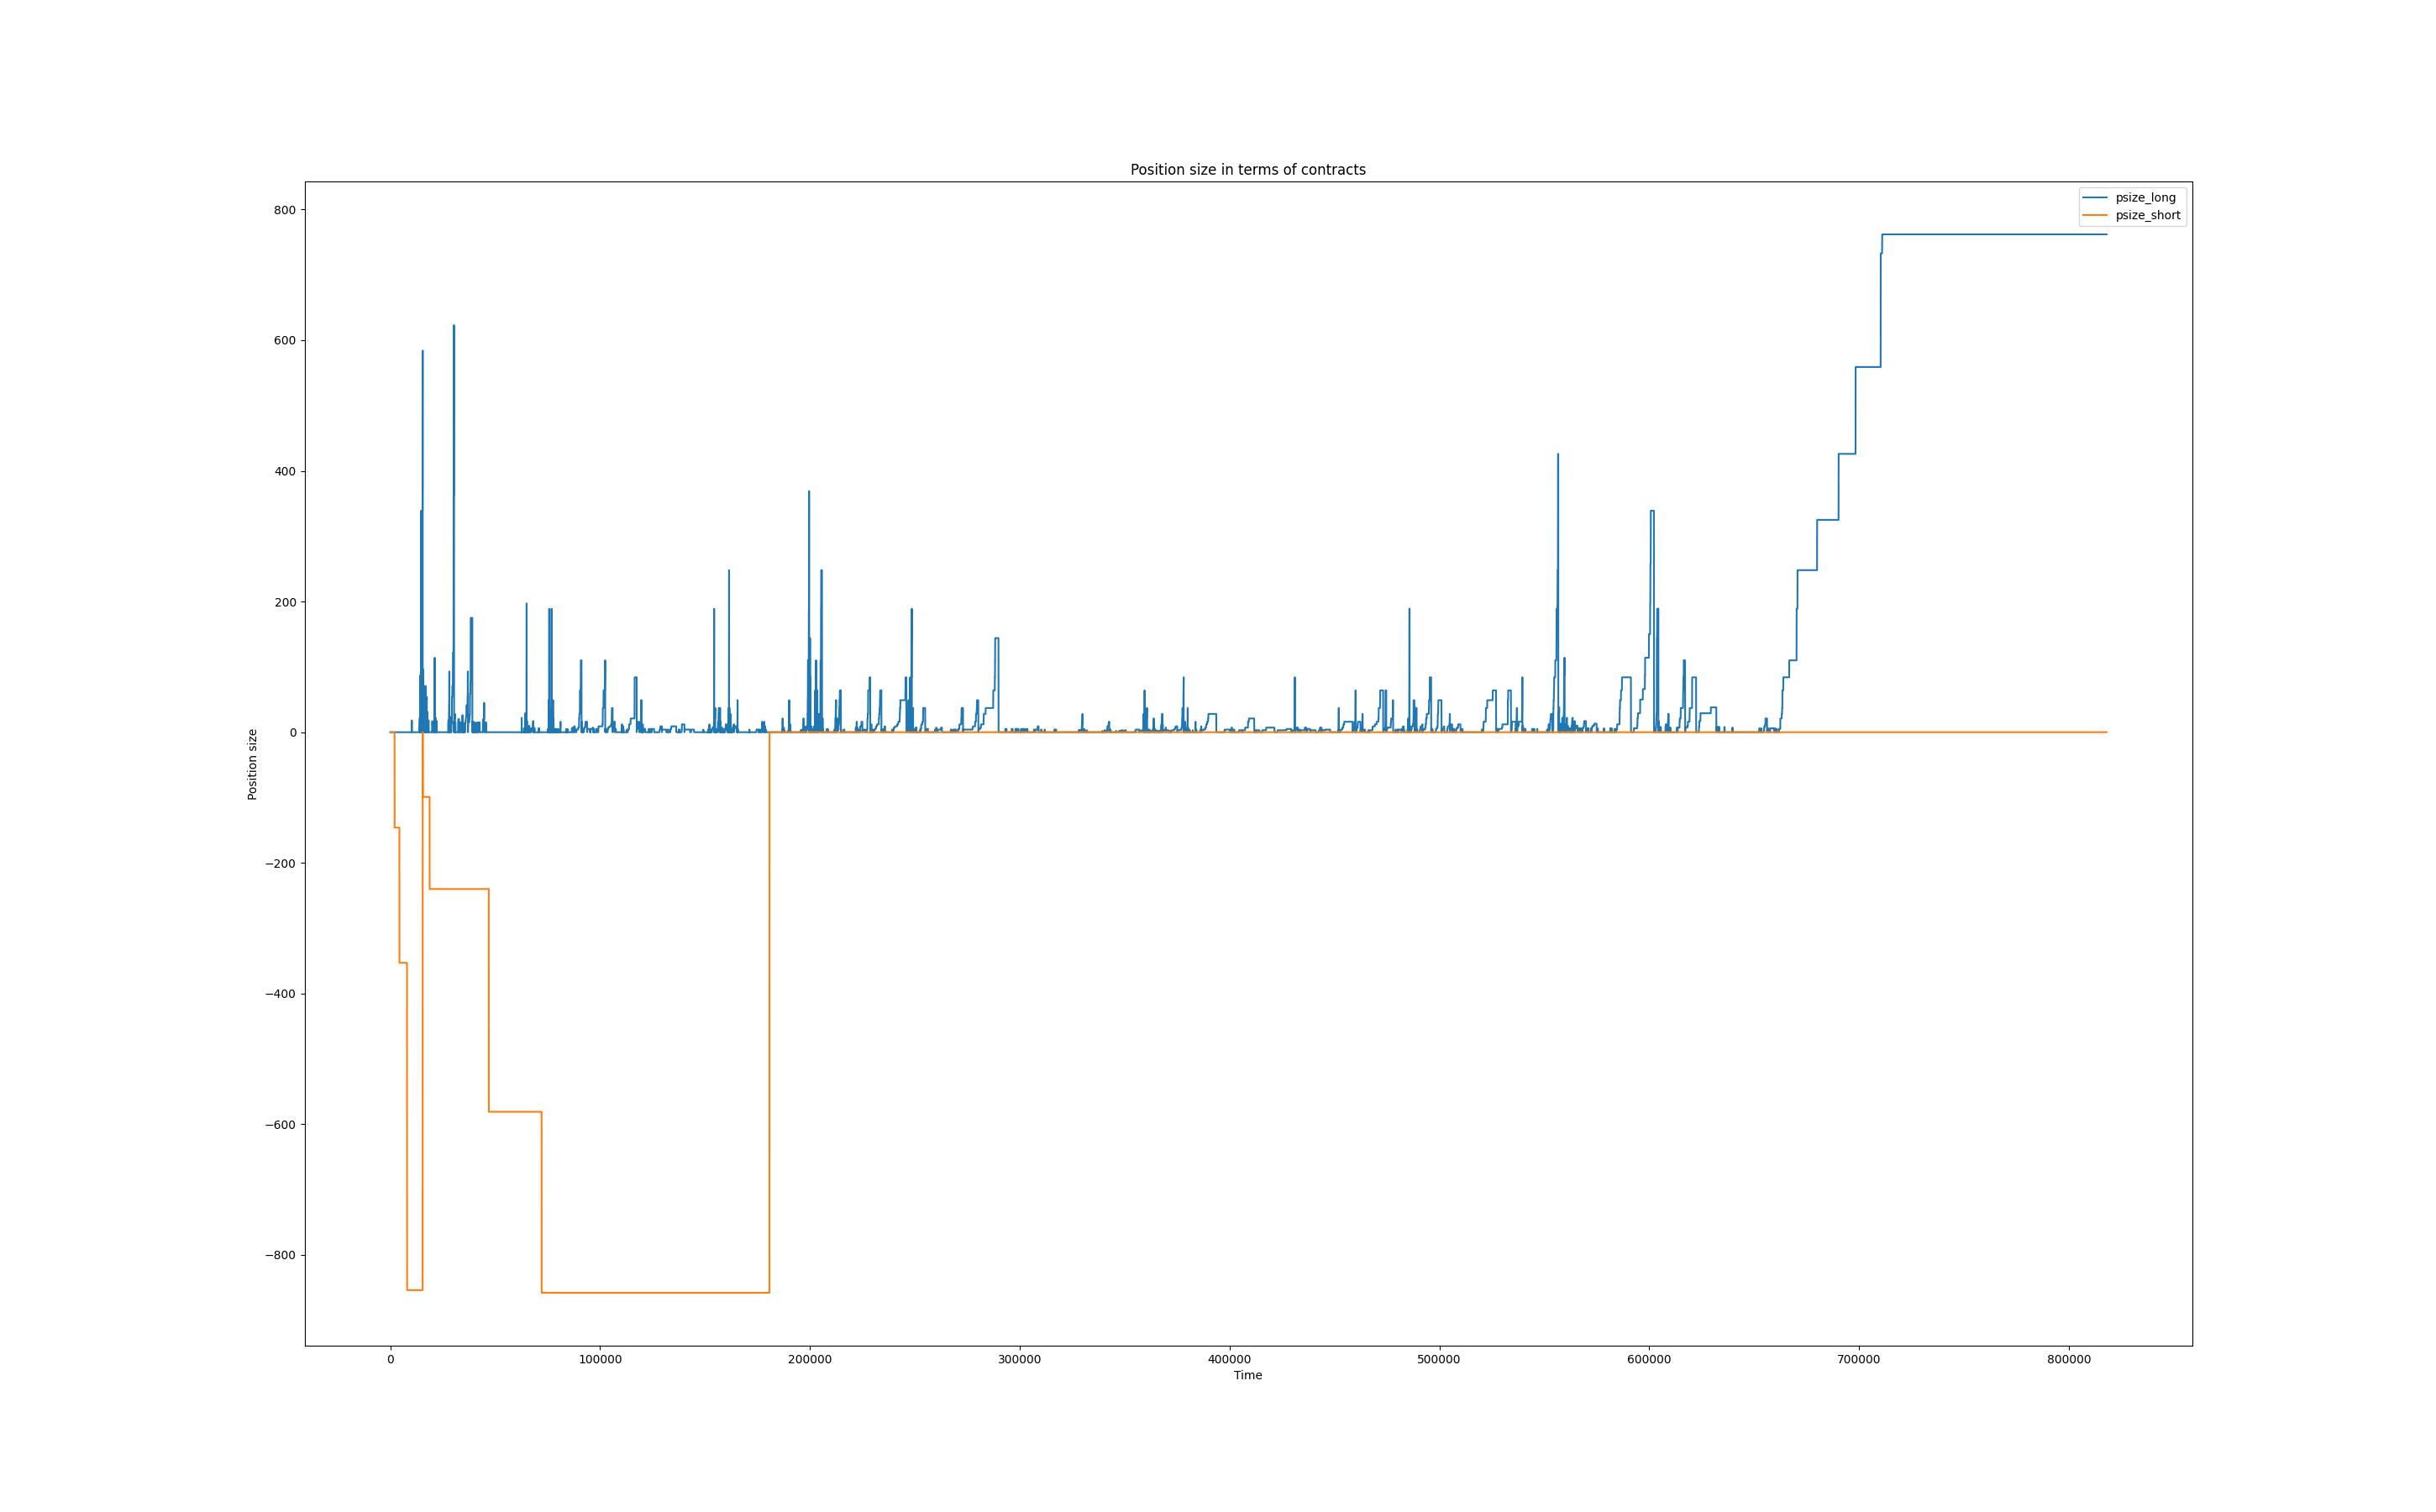 Position size in terms of contracts
psize_long
psize_short
800
600
400
200
0
−200
−400
−600
−800
Position size
0 100000 200000 300000 400000 500000 600000 700000 800000
Time